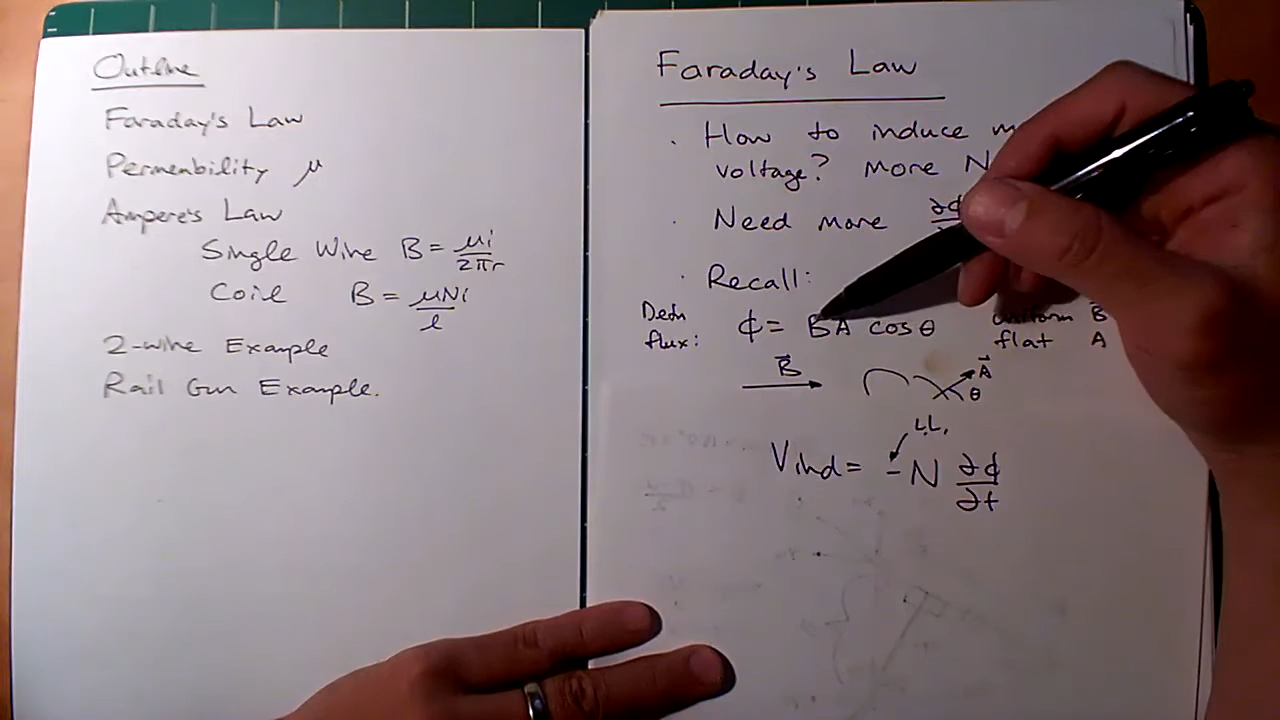 Outline
Faraday's Law
Permeability μ
Ampere's Law
Single Wire B = μi / 2πr
Coil B = μNi / l
2-wire Example
Rail Gun Example.
Faraday's Law
· How to induce
voltage? more N
· Need more ∂ϕ
· Recall:
Defn
flux: ϕ = BA cos θ uniform B
flat A
B⃗
A⃗
θ
L.L.
Vind = -N ∂ϕ/∂t